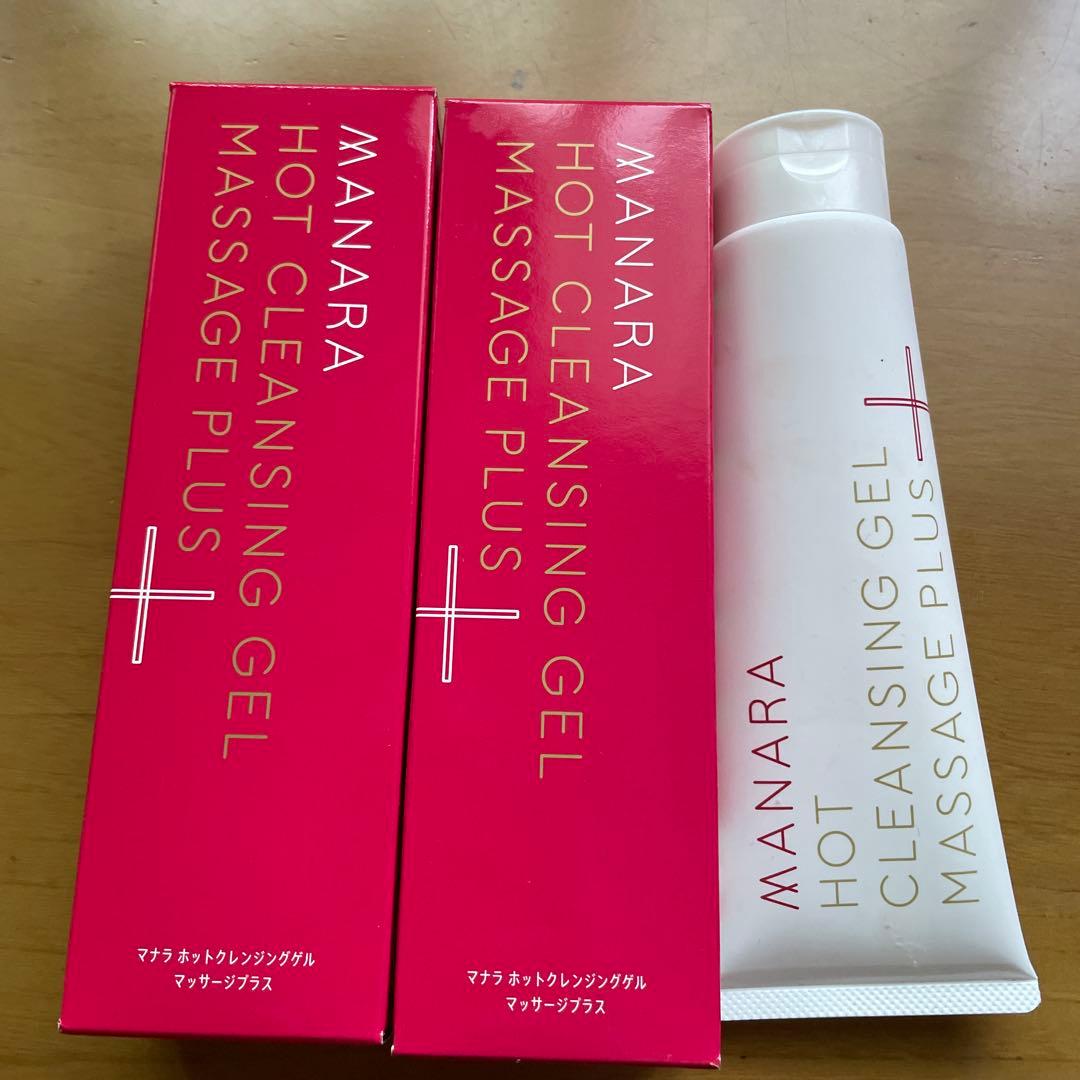 MANARA
HOT CLEANSING GEL
MASSAGE PLUS
マナラ ホットクレンジングゲル
マッサージプラス
MANARA
HOT CLEANSING GEL
MASSAGE PLUS
マナラ ホットクレンジングゲル
マッサージプラス
MANARA
HOT
CLEANSING GEL
MASSAGE PLUS